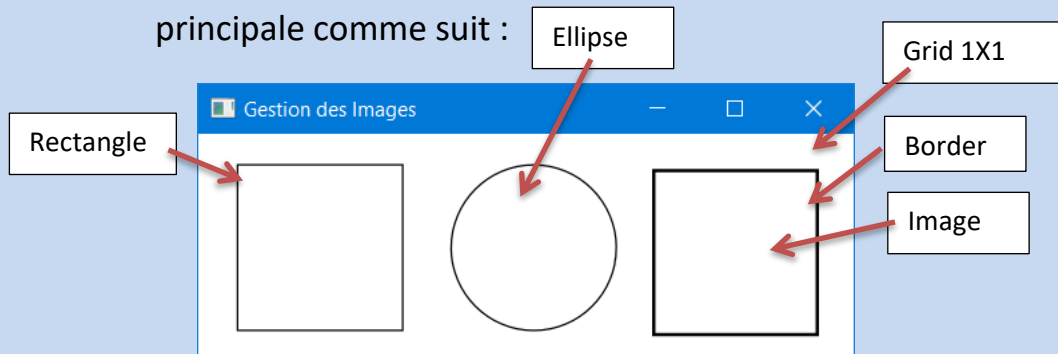 principale comme suit :
Ellipse
Grid 1X1
Gestion des Images
Rectangle
Border
Image